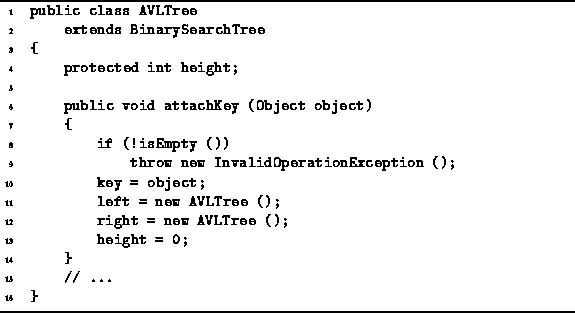 1 public class AVLTree
2 extends BinarySearchTree
3 {
4 protected int height;
5
6 public void attachKey (Object object)
7 {
8 if (!isEmpty ())
9 throw new InvalidOperationException ();
10 key = object;
11 left = new AVLTree ();
12 right = new AVLTree ();
13 height = 0;
14 }
15 // ...
16 }